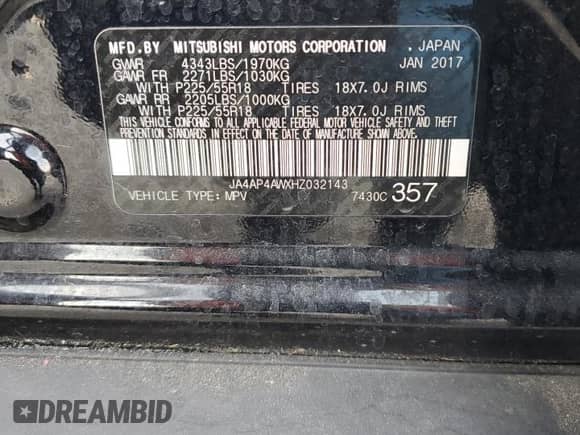 MFD.BY MITSUBISHI MOTORS CORPORATION . JAPAN
GVWR 4343LBS/1970KG JAN 2017
GAWR FR 2271LBS/1030KG
WITH P225/55R18 TIRES 18X7.0J RIMS
GAWR RR 2205LBS/1000KG
WITH P225/55R18 TIRES 18X7.0J RIMS
THIS VEHICLE CONFORMS TO ALL APPLICABLE FEDERAL MOTOR VEHICLE SAFETY AND THEFT
PREVENTION STANDARDS IN EFFECT ON THE DATE OF MANUFACTURE SHOWN ABOVE.
JA4AP4AWXHZ032143
VEHICLE TYPE:MPV 7430C 357
DREAMBID